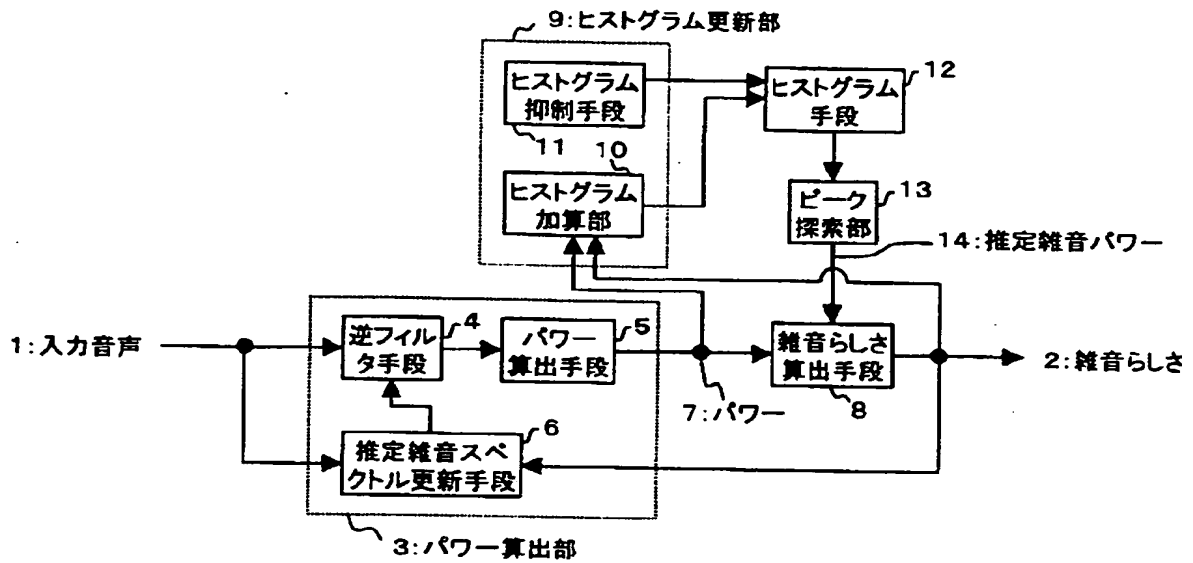 9:ヒストグラム更新部
ヒストグラム
抑制手段
11
10
ヒストグラム
加算部
12
ヒストグラム
手段
ピーク
探索部
13
14:推定雑音パワー
1:入力音声
逆フィル
タ手段
4
パワー
算出手段
5
7:パワー
雑音らしさ
算出手段
8
2:雑音らしさ
6
推定雑音スペ
クトル更新手段
3:パワー算出部